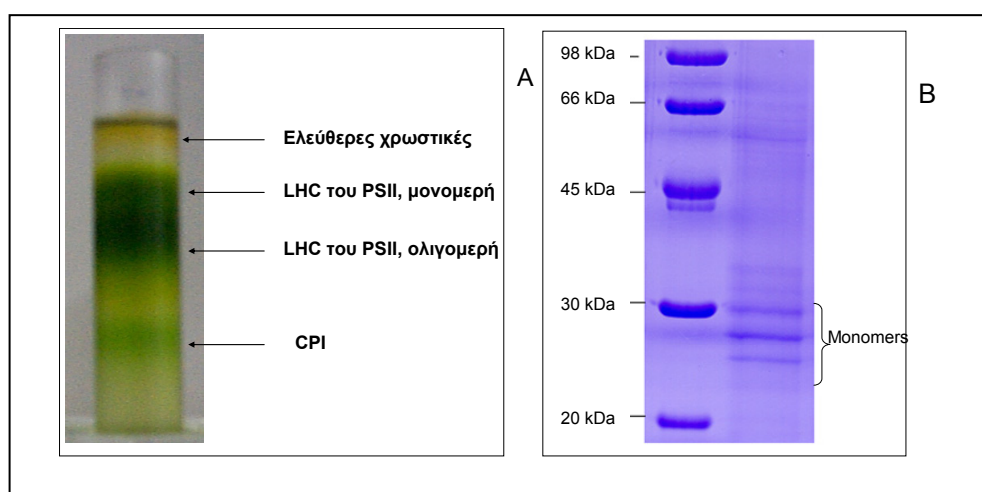 A
Ελεύθερες χρωστικές
LHC του PSII, μονομερή
LHC του PSII, ολιγομερή
CPI
B
98 kDa
66 kDa
45 kDa
30 kDa
Monomers
20 kDa